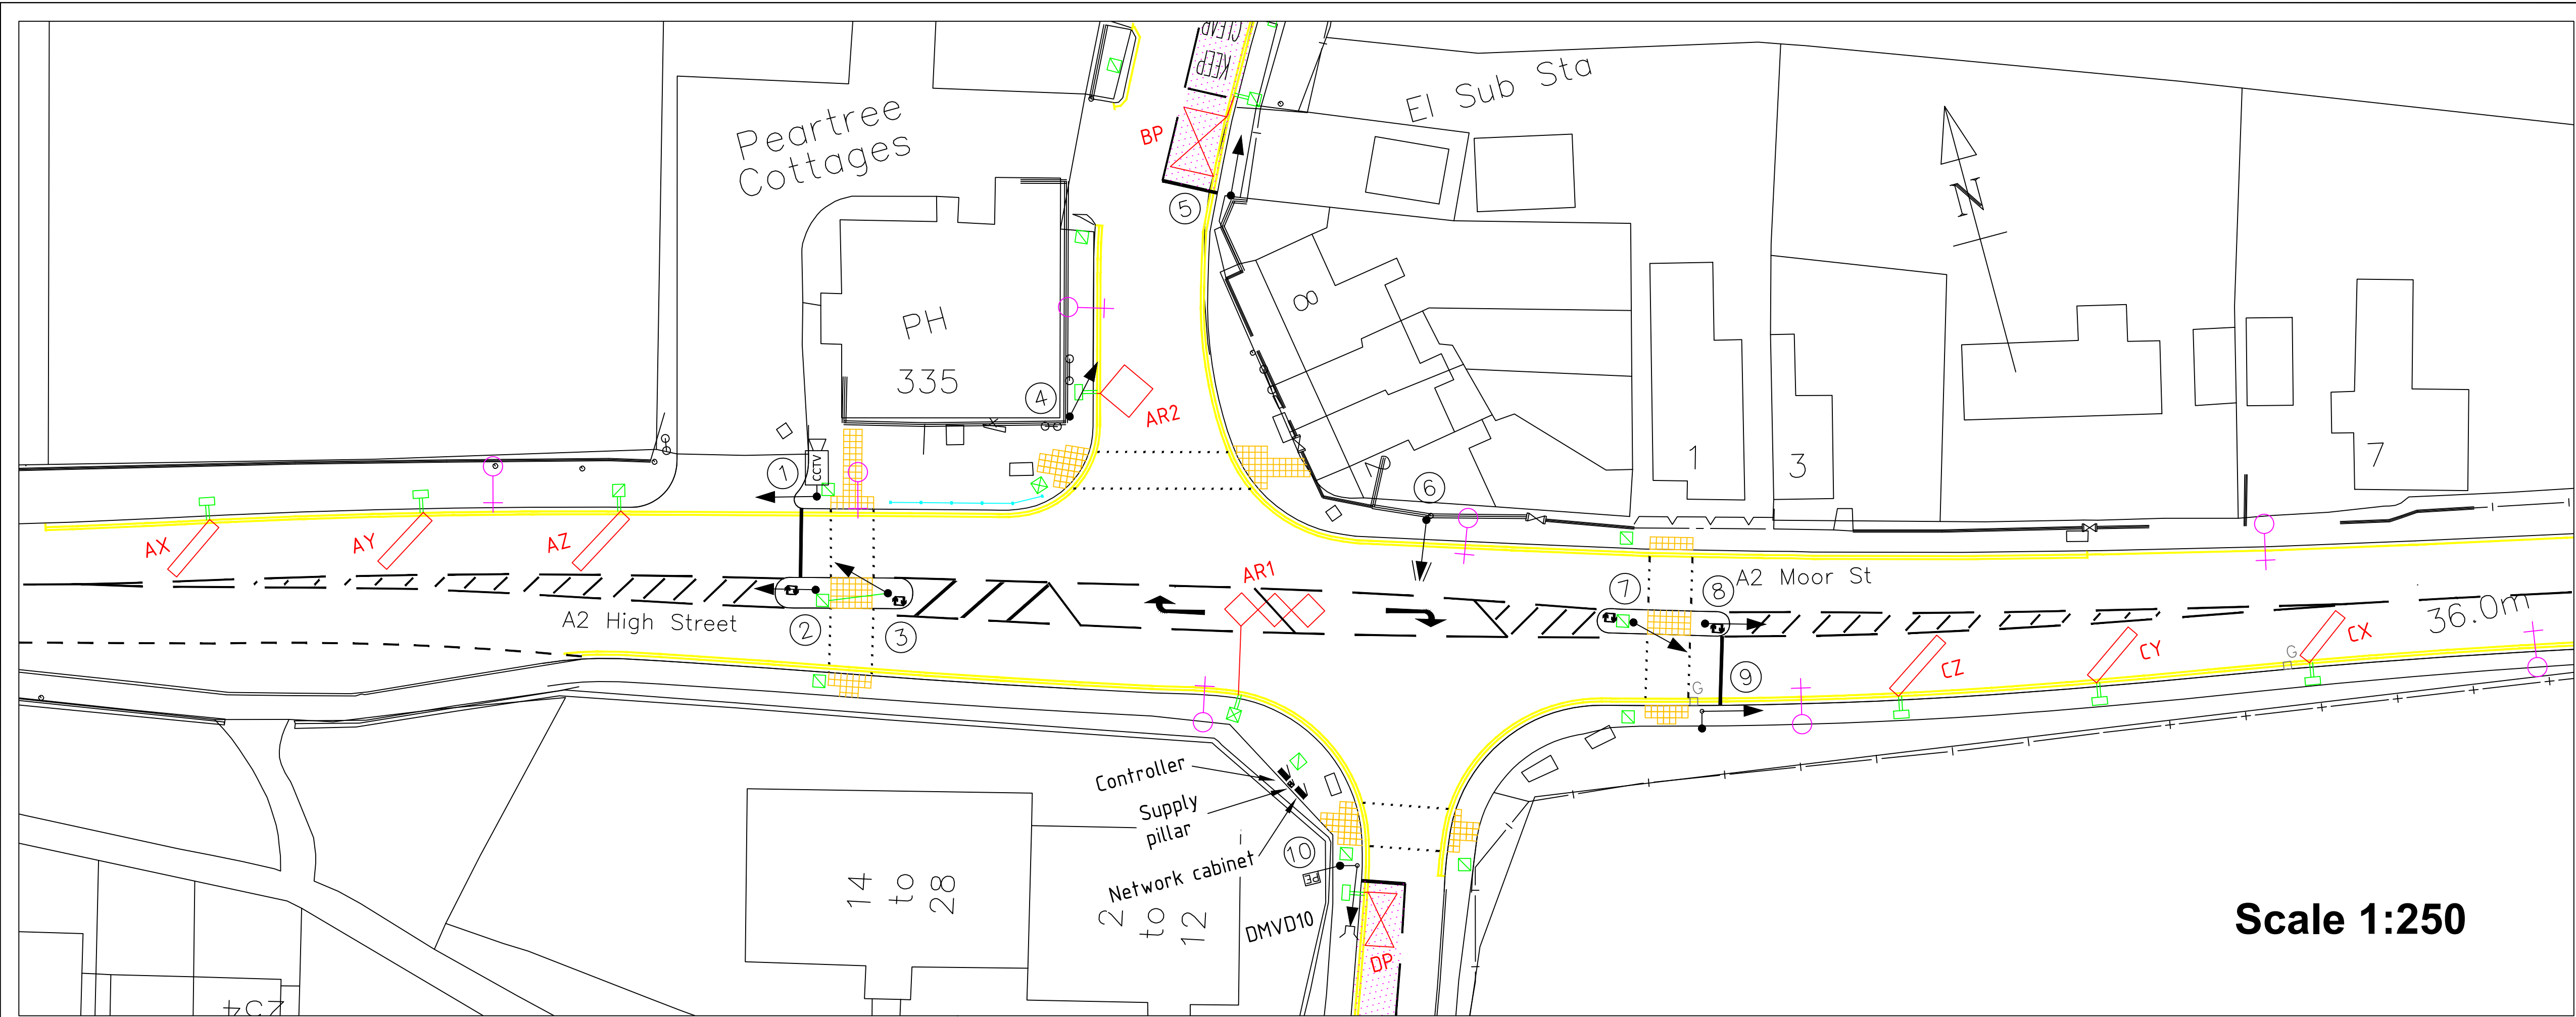 CLEAR
KEEP
El Sub Sta
Peartree
Cottages
BP
5
N
8
PH
335
4
AR2
1
3
7
1
CCTV
6
AX
AY
AZ
AR1
7
8
A2 Moor St
A2 High Street
2
3
36.0m
CX
CY
CZ
G
G
9
Controller
Supply
pillar
Network cabinet
10
PE
14
to
28
2
to
12
DMVD10
DP
Scale 1:250
234